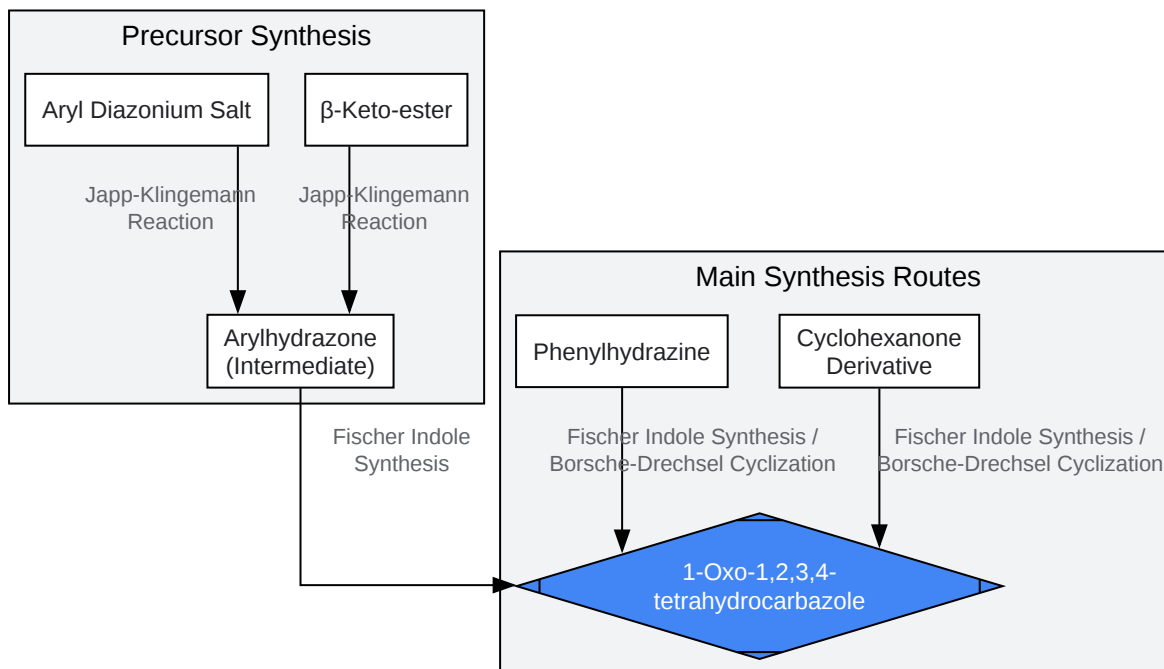 Precursor Synthesis
Aryl Diazonium Salt
β-Keto-ester
Japp-Klingemann
Reaction
Japp-Klingemann
Reaction
Arylhydrazone
(Intermediate)
Fischer Indole
Synthesis
Main Synthesis Routes
Phenylhydrazine
Cyclohexanone
Derivative
Fischer Indole Synthesis /
Borsche-Drechsel Cyclization
Fischer Indole Synthesis /
Borsche-Drechsel Cyclization
1-Oxo-1,2,3,4-
tetrahydrocarbazole